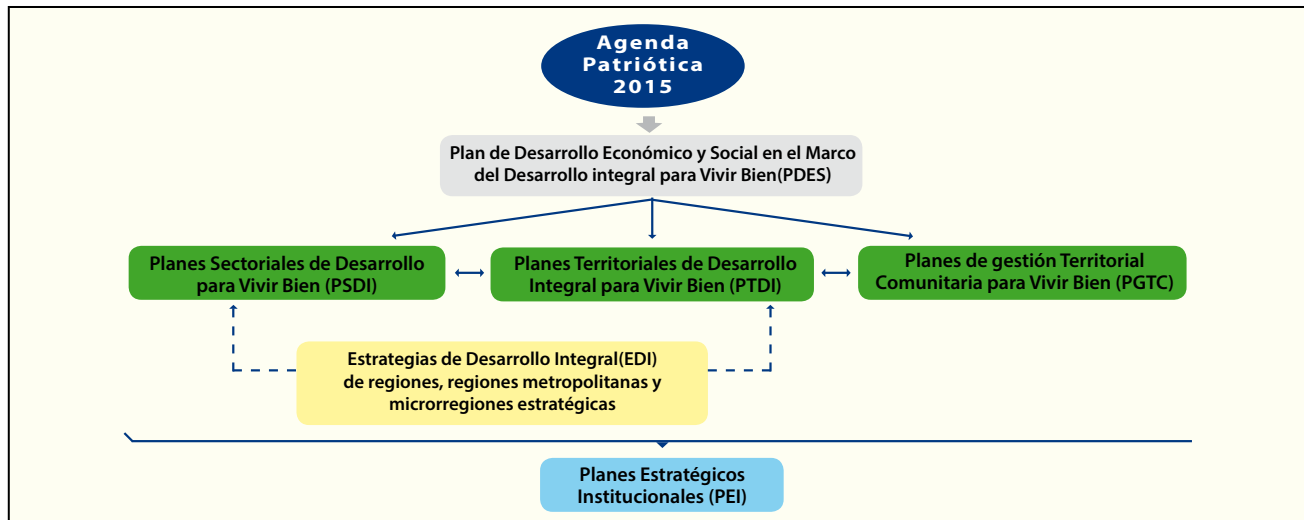 Agenda
Patriótica
2015
Plan de Desarrollo Económico y Social en el Marco
del Desarrollo integral para Vivir Bien(PDES)
Planes Sectoriales de Desarrollo
para Vivir Bien (PSDI)
Planes Territoriales de Desarrollo
Integral para Vivir Bien (PTDI)
Planes de gestión Territorial
Comunitaria para Vivir Bien (PGTC)
Estrategias de Desarrollo Integral(EDI)
de regiones, regiones metropolitanas y
microrregiones estratégicas
Planes Estratégicos
Institucionales (PEI)